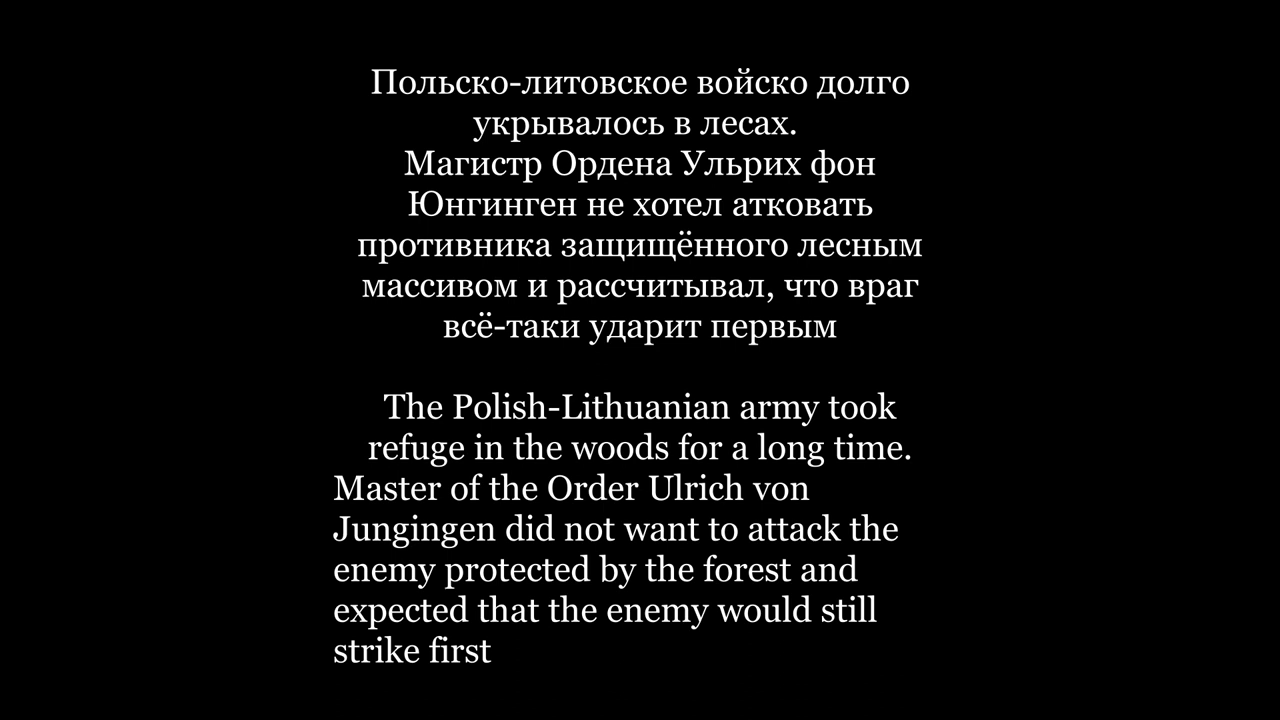 Польско-литовское войско долго
укрывалось в лесах.
Магистр Ордена Ульрих фон
Юнгинген не хотел атковать
противника защищённого лесным
массивом и рассчитывал, что враг
всё-таки ударит первым
The Polish-Lithuanian army took
refuge in the woods for a long time.
Master of the Order Ulrich von
Jungingen did not want to attack the
enemy protected by the forest and
expected that the enemy would still
strike first